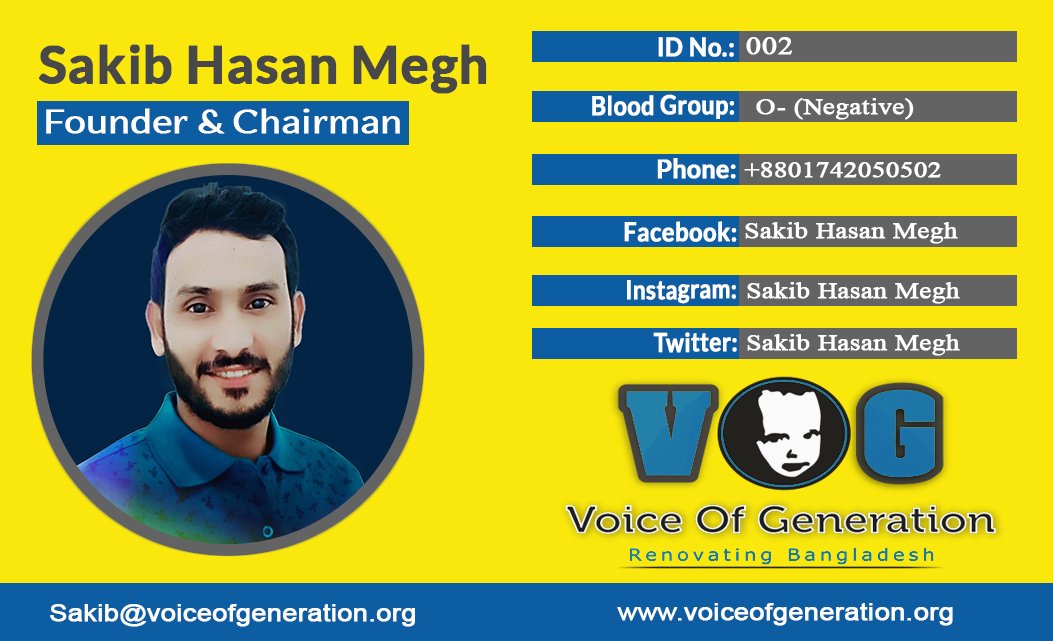 Sakib Hasan Megh
Founder & Chairman
ID No.: 002
Blood Group: O- (Negative)
Phone: +8801742050502
Facebook: Sakib Hasan Megh
Instagram: Sakib Hasan Megh
Twitter: Sakib Hasan Megh
VOG
Voice Of Generation
Renovating Bangladesh
Sakib@voiceofgeneration.org
www.voiceofgeneration.org